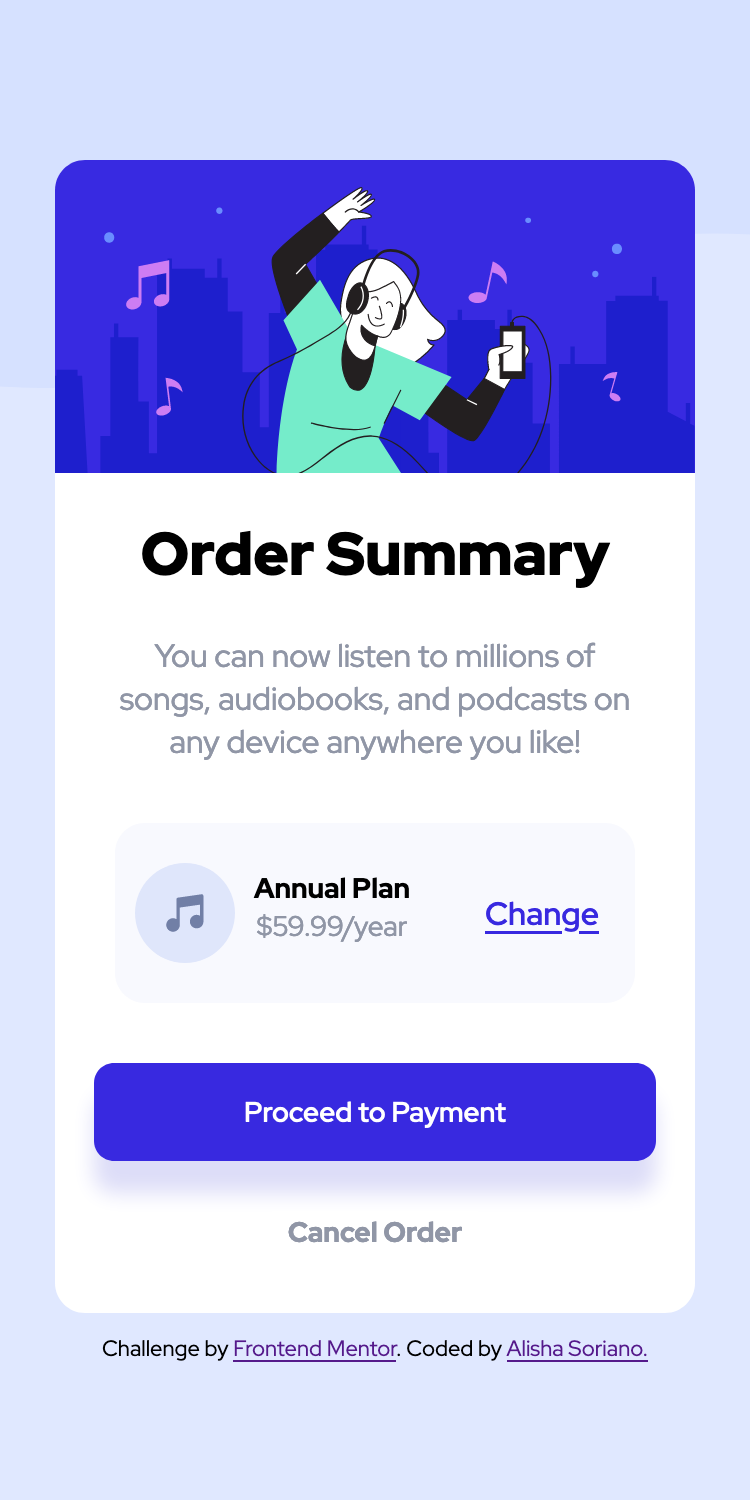 Order Summary
You can now listen to millions of
songs, audiobooks, and podcasts on
any device anywhere you like!
Annual Plan
$59.99/year
Change
Proceed to Payment
Cancel Order
Challenge by Frontend Mentor. Coded by Alisha Soriano.